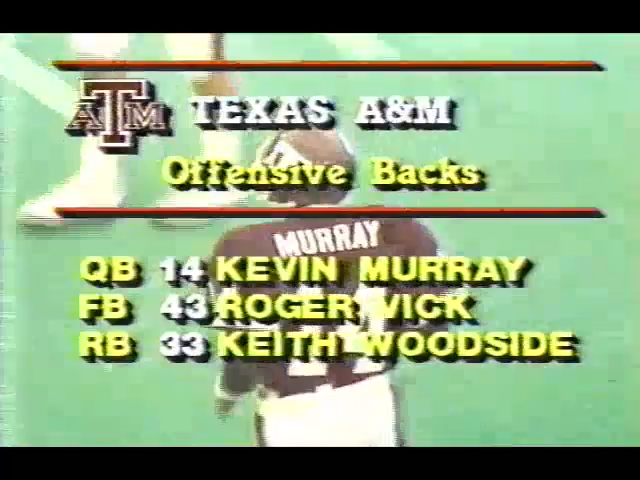 ATM TEXAS A&M
Offensive Backs
MURRAY
QB 14 KEVIN MURRAY
FB 43 ROGER VICK
RB 33 KEITH WOODSIDE